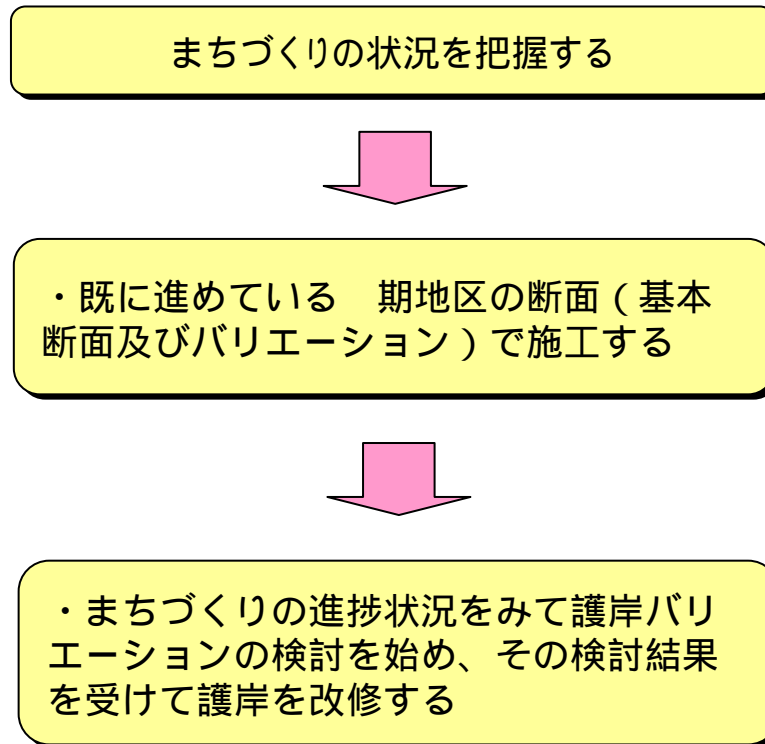 まちづくりの状況を把握する
・既に進めている　期地区の断面（基本
断面及びバリエーション）で施工する
・まちづくりの進捗状況をみて護岸バリ
エーションの検討を始め、その検討結果
を受けて護岸を改修する